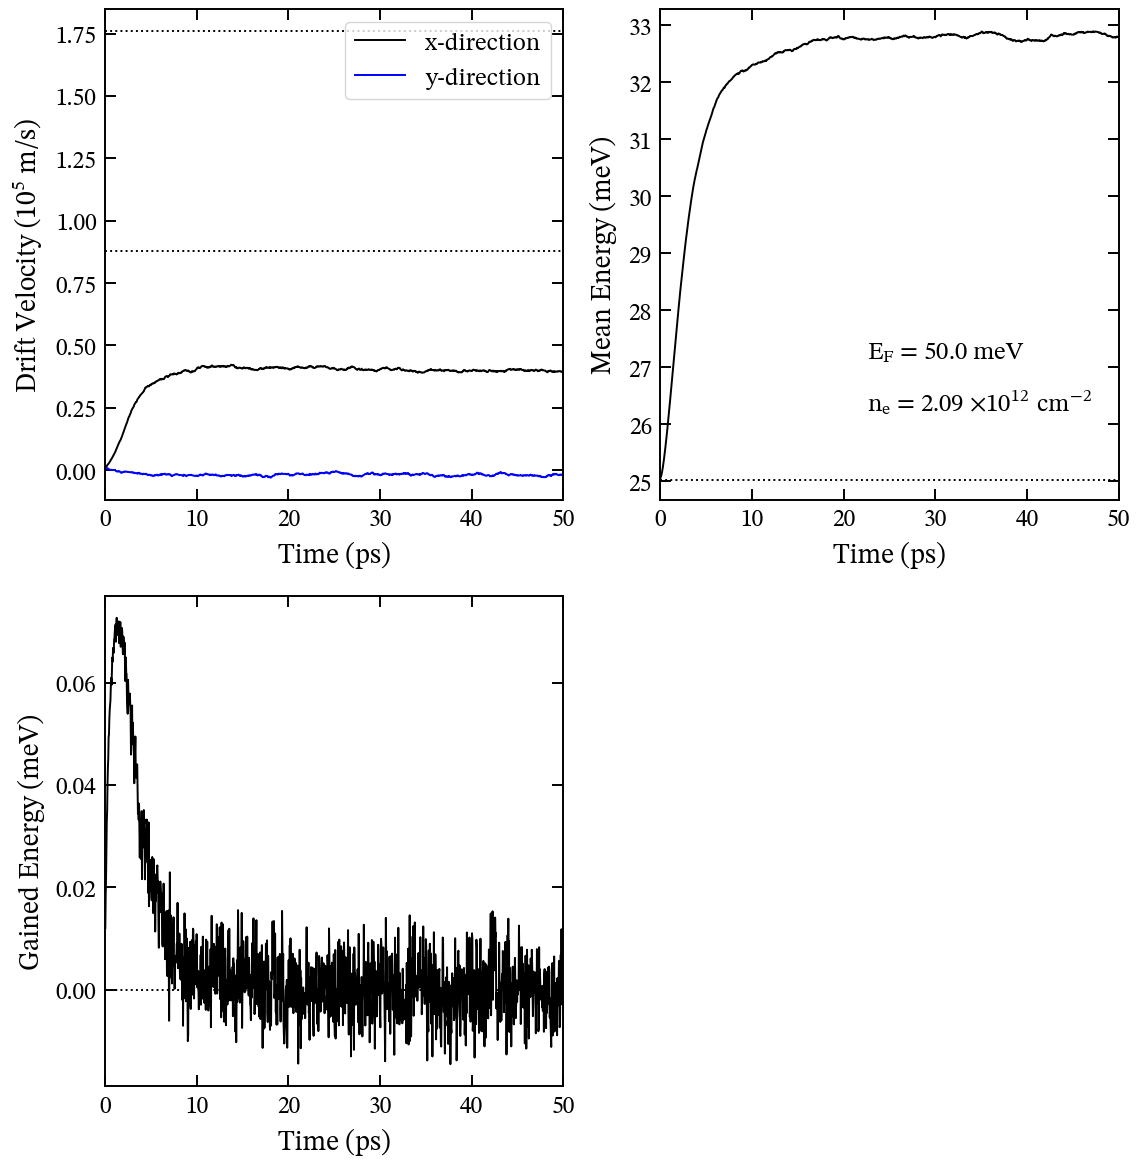 1.75
1.50
1.25
1.00
0.75
0.50
0.25
0.00
Drift Velocity (10⁵ m/s)
x-direction
y-direction
0 10 20 30 40 50
Time (ps)
33
32
31
30
29
28
27
26
25
Mean Energy (meV)
E_F = 50.0 meV
n_e = 2.09 ×10¹² cm⁻²
0 10 20 30 40 50
Time (ps)
0.06
0.04
0.02
0.00
Gained Energy (meV)
0 10 20 30 40 50
Time (ps)